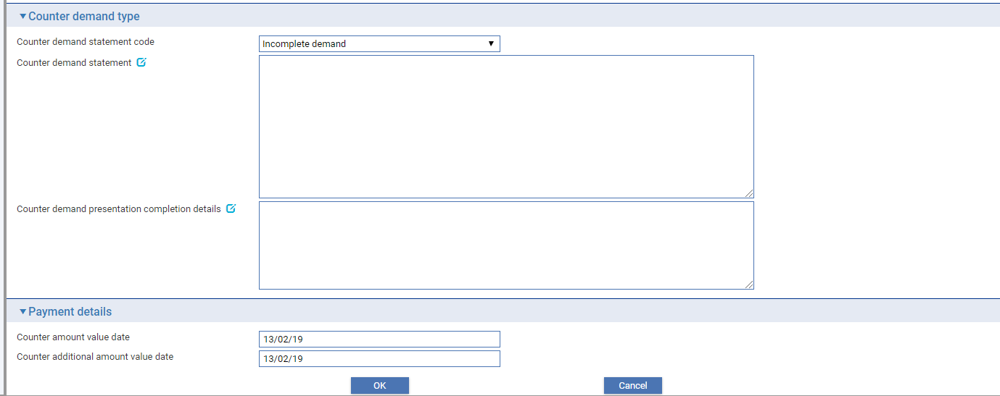 Counter demand type
Counter demand statement code Incomplete demand
Counter demand statement
Counter demand presentation completion details
Payment details
Counter amount value date 13/02/19
Counter additional amount value date 13/02/19
OK Cancel